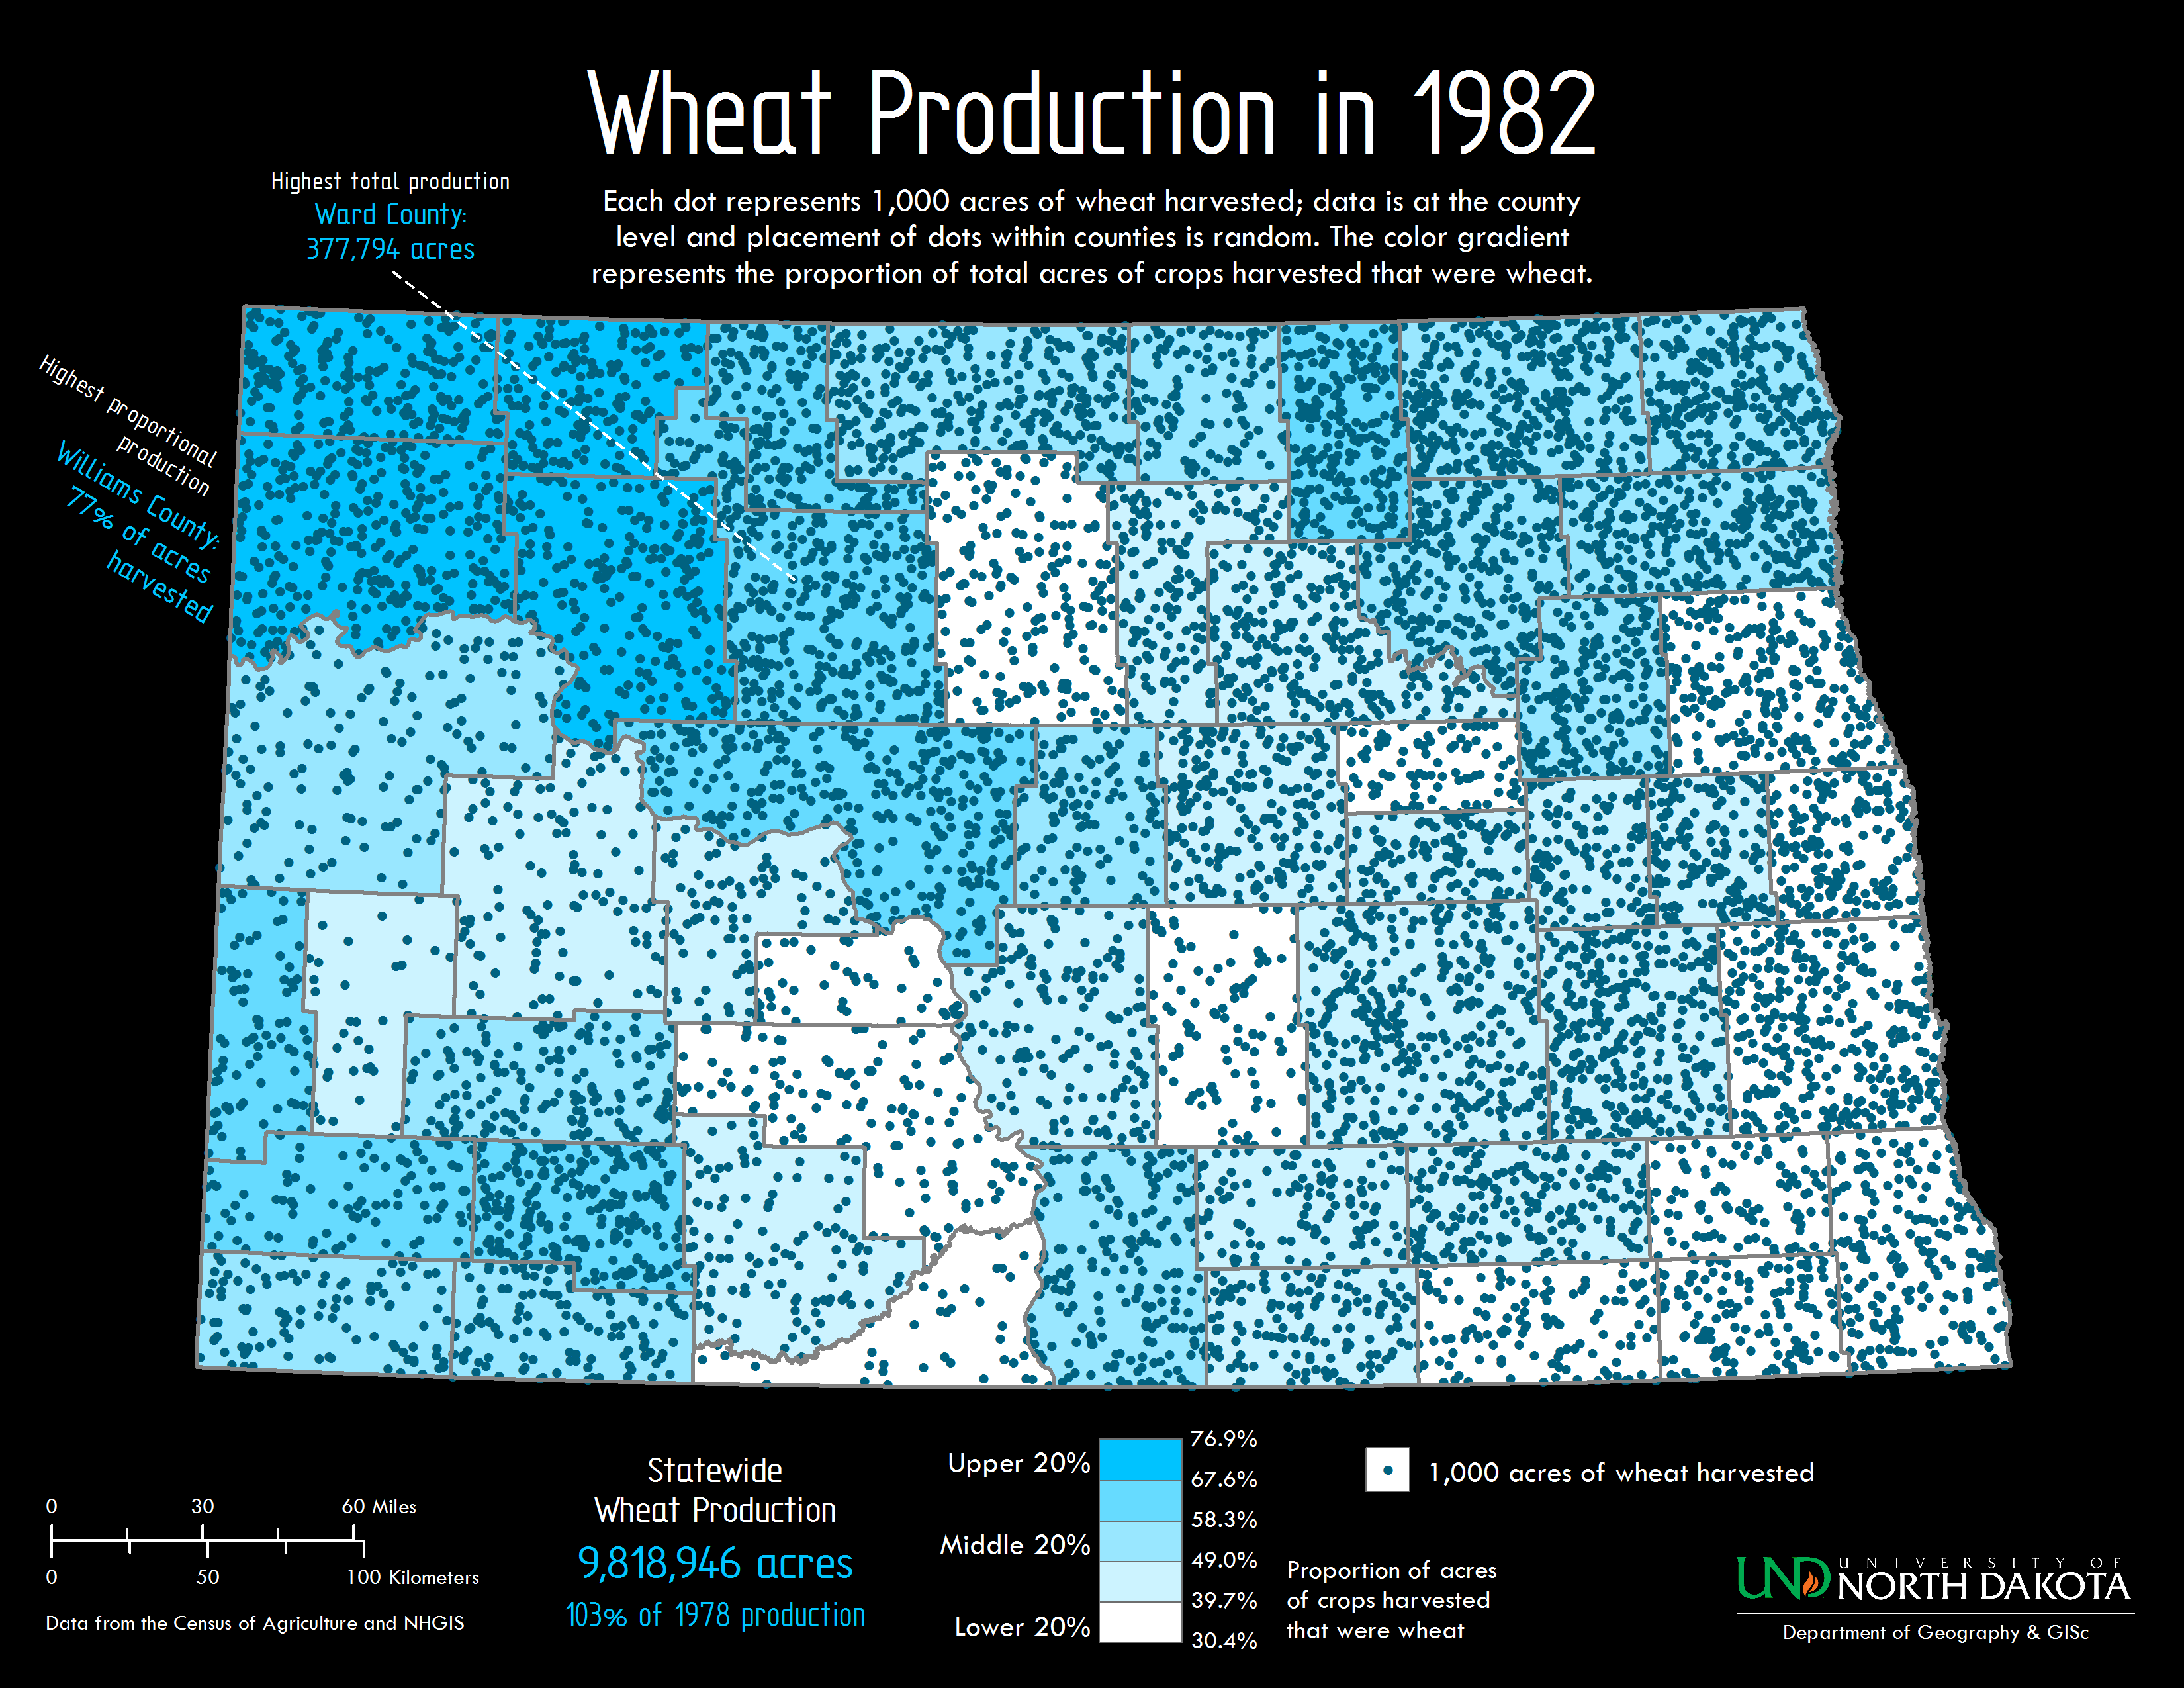 Wheat Production in 1982
Each dot represents 1,000 acres of wheat harvested; data is at the county
level and placement of dots within counties is random. The color gradient
represents the proportion of total acres of crops harvested that were wheat.
Highest total production
Ward County:
377,794 acres
Highest proportional
production
Williams County:
77% of acres
harvested
0 30 60 Miles
0 50 100 Kilometers
Data from the Census of Agriculture and NHGIS
Statewide
Wheat Production
9,818,946 acres
103% of 1978 production
Upper 20%
Middle 20%
Lower 20%
76.9%
67.6%
58.3%
49.0%
39.7%
30.4%
1,000 acres of wheat harvested
Proportion of acres
of crops harvested
that were wheat
UND
UNIVERSITY OF
NORTH DAKOTA
Department of Geography & GISc